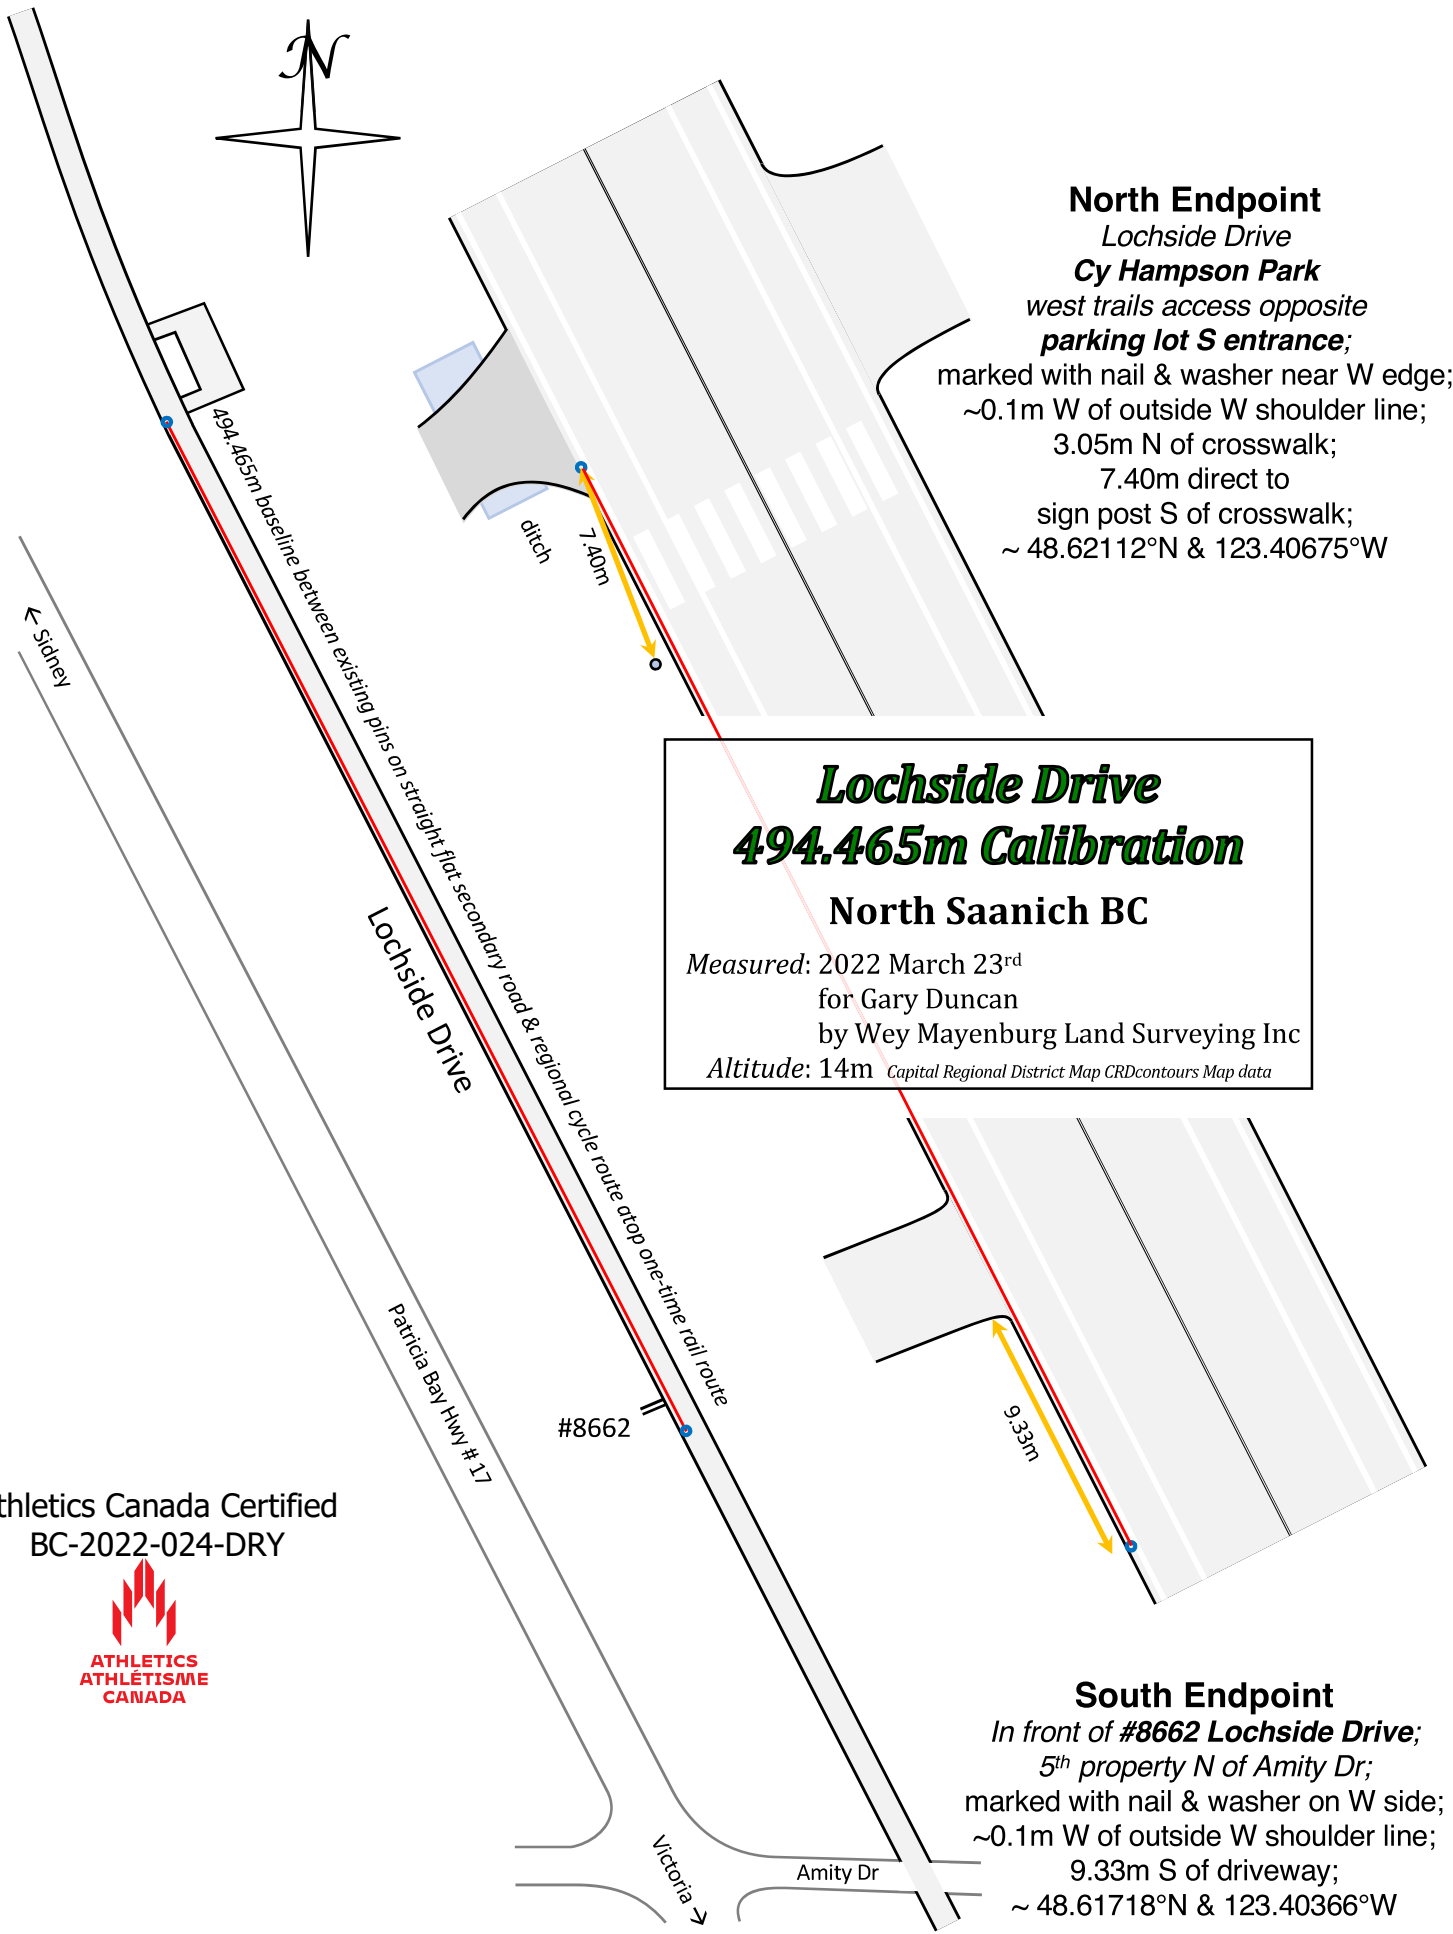 N
North Endpoint
Lochside Drive
Cy Hampson Park
west trails access opposite
parking lot S entrance;
marked with nail & washer near W edge;
~0.1m W of outside W shoulder line;
3.05m N of crosswalk;
7.40m direct to
sign post S of crosswalk;
~ 48.62112°N & 123.40675°W
ditch
7.40m
494.465m baseline between existing pins on straight flat secondary road & regional cycle route atop one-time rail route
← Sidney
Lochside Drive
494.465m Calibration
North Saanich BC
Measured: 2022 March 23rd
for Gary Duncan
by Wey Mayenburg Land Surveying Inc
Altitude: 14m Capital Regional District Map CRDcontours Map data
Lochside Drive
Patricia Bay Hwy # 17
#8662
9.33m
thletics Canada Certified
BC-2022-024-DRY
ATHLETICS
ATHLÉTISME
CANADA
South Endpoint
In front of #8662 Lochside Drive;
5th property N of Amity Dr;
marked with nail & washer on W side;
~0.1m W of outside W shoulder line;
9.33m S of driveway;
~ 48.61718°N & 123.40366°W
Victoria →
Amity Dr